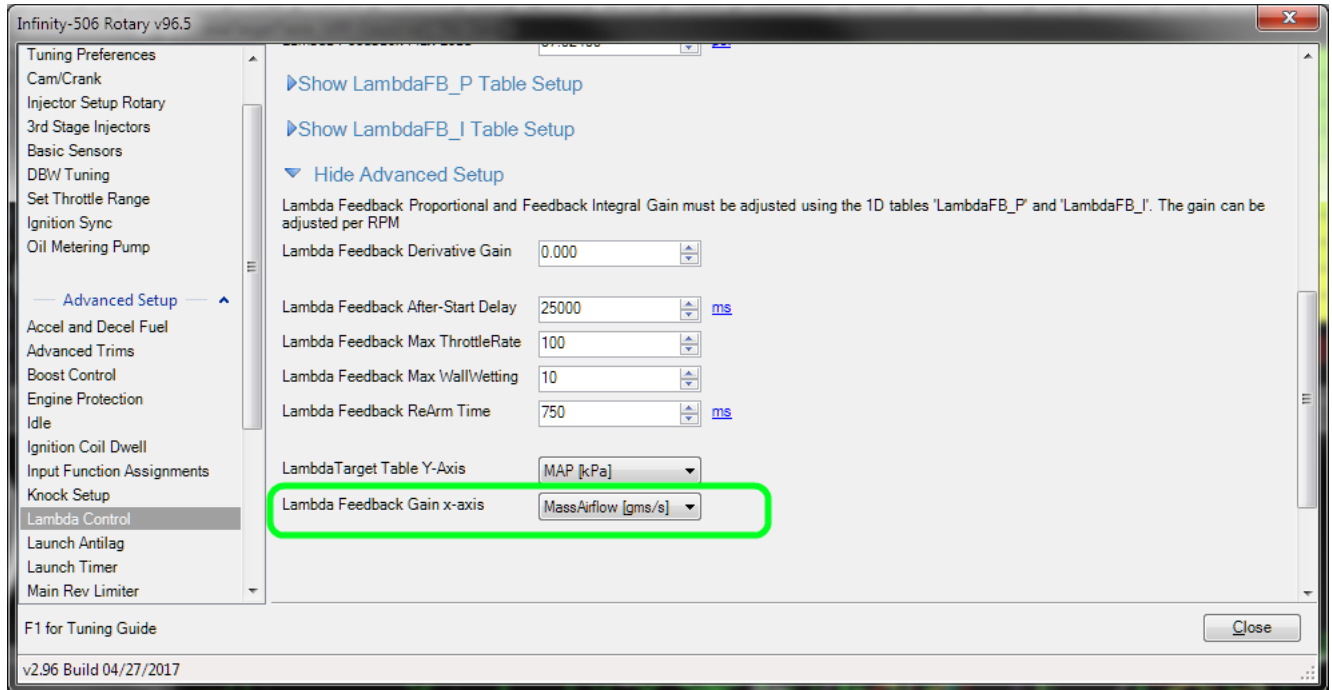 Infinity-506 Rotary v96.5
Tuning Preferences
Cam/Crank
Injector Setup Rotary
3rd Stage Injectors
Basic Sensors
DBW Tuning
Set Throttle Range
Ignition Sync
Oil Metering Pump
Advanced Setup
Accel and Decel Fuel
Advanced Trims
Boost Control
Engine Protection
Idle
Ignition Coil Dwell
Input Function Assignments
Knock Setup
Lambda Control
Launch Antilag
Launch Timer
Main Rev Limiter
Show LambdaFB_P Table Setup
Show LambdaFB_I Table Setup
Hide Advanced Setup
Lambda Feedback Proportional and Feedback Integral Gain must be adjusted using the 1D tables 'LambdaFB_P' and 'LambdaFB_I'. The gain can be
adjusted per RPM
Lambda Feedback Derivative Gain 0.000
Lambda Feedback After-Start Delay 25000 ms
Lambda Feedback Max ThrottleRate 100
Lambda Feedback Max WallWetting 10
Lambda Feedback ReArm Time 750 ms
LambdaTarget Table Y-Axis MAP [kPa]
Lambda Feedback Gain x-axis MassAirflow [gms/s]
F1 for Tuning Guide
Close
v2.96 Build 04/27/2017